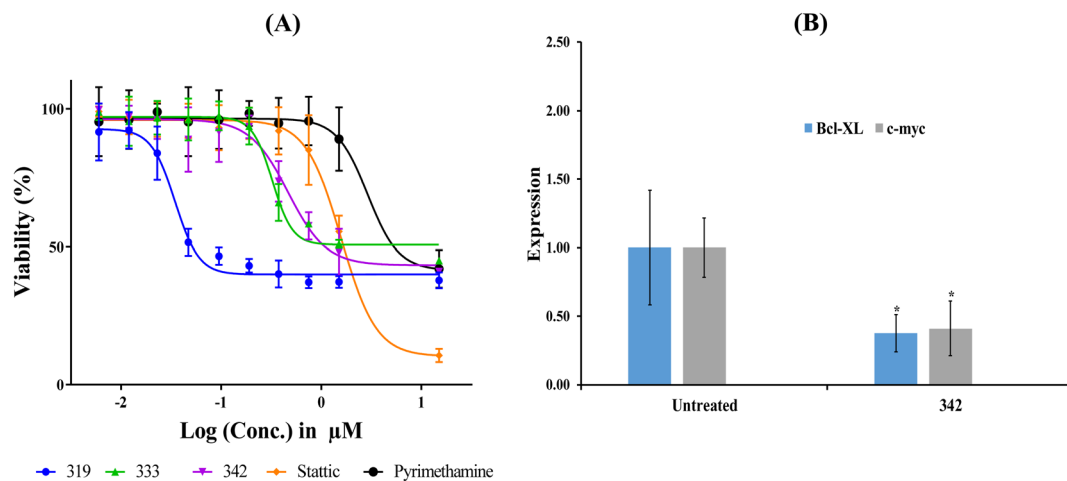 (A)
Viability (%)
100
50
0
-2 -1 0 1
Log (Conc.) in µM
319 333 342 Stattic Pyrimethamine
(B)
Expression
2.50
2.00
1.50
1.00
0.50
0.00
Bcl-XL c-myc
* *
Untreated 342